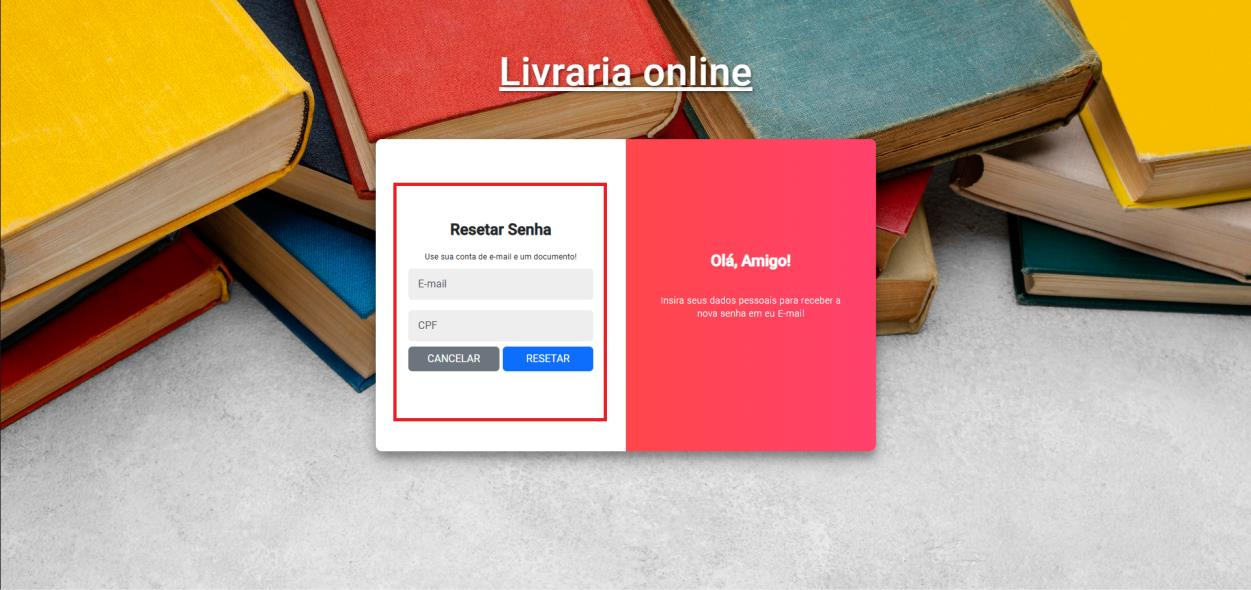 Livraria online
Resetar Senha
Use sua conta de e-mail e um documento!
E-mail
CPF
CANCELAR RESETAR
Olá, Amigo!
Insira seus dados pessoais para receber a
nova senha em eu E-mail